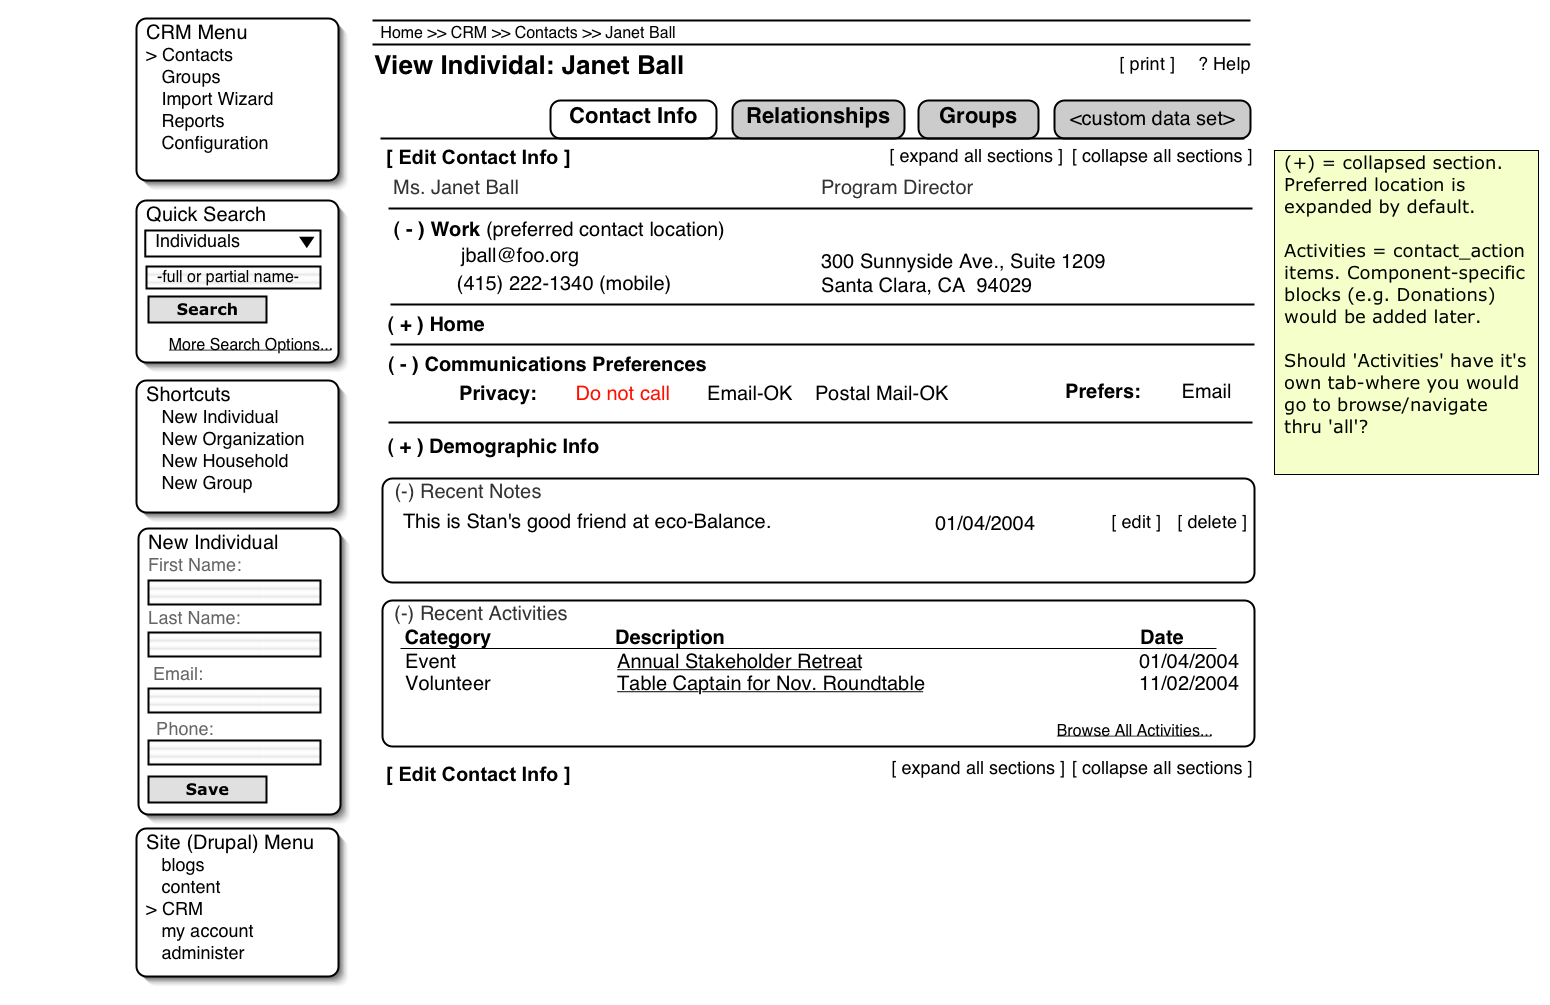 CRM Menu
> Contacts
Groups
Import Wizard
Reports
Configuration
Quick Search
Individuals
-full or partial name-
Search
More Search Options...
Shortcuts
New Individual
New Organization
New Household
New Group
New Individual
First Name:
Last Name:
Email:
Phone:
Save
Site (Drupal) Menu
blogs
content
> CRM
my account
administer
Home >> CRM >> Contacts >> Janet Ball
View Individal: Janet Ball
[ print ] ? Help
Contact Info Relationships Groups <custom data set>
[ Edit Contact Info ] [ expand all sections ] [ collapse all sections ]
Ms. Janet Ball Program Director
( - ) Work (preferred contact location)
jball@foo.org
(415) 222-1340 (mobile)
300 Sunnyside Ave., Suite 1209
Santa Clara, CA 94029
( + ) Home
( - ) Communications Preferences
Privacy: Do not call Email-OK Postal Mail-OK Prefers: Email
( + ) Demographic Info
(-) Recent Notes
This is Stan's good friend at eco-Balance. 01/04/2004 [ edit ] [ delete ]
(-) Recent Activities
Category Description Date
Event Annual Stakeholder Retreat 01/04/2004
Volunteer Table Captain for Nov. Roundtable 11/02/2004
Browse All Activities...
[ Edit Contact Info ] [ expand all sections ] [ collapse all sections ]
(+) = collapsed section.
Preferred location is
expanded by default.
Activities = contact_action
items. Component-specific
blocks (e.g. Donations)
would be added later.
Should 'Activities' have it's
own tab-where you would
go to browse/navigate
thru 'all'?